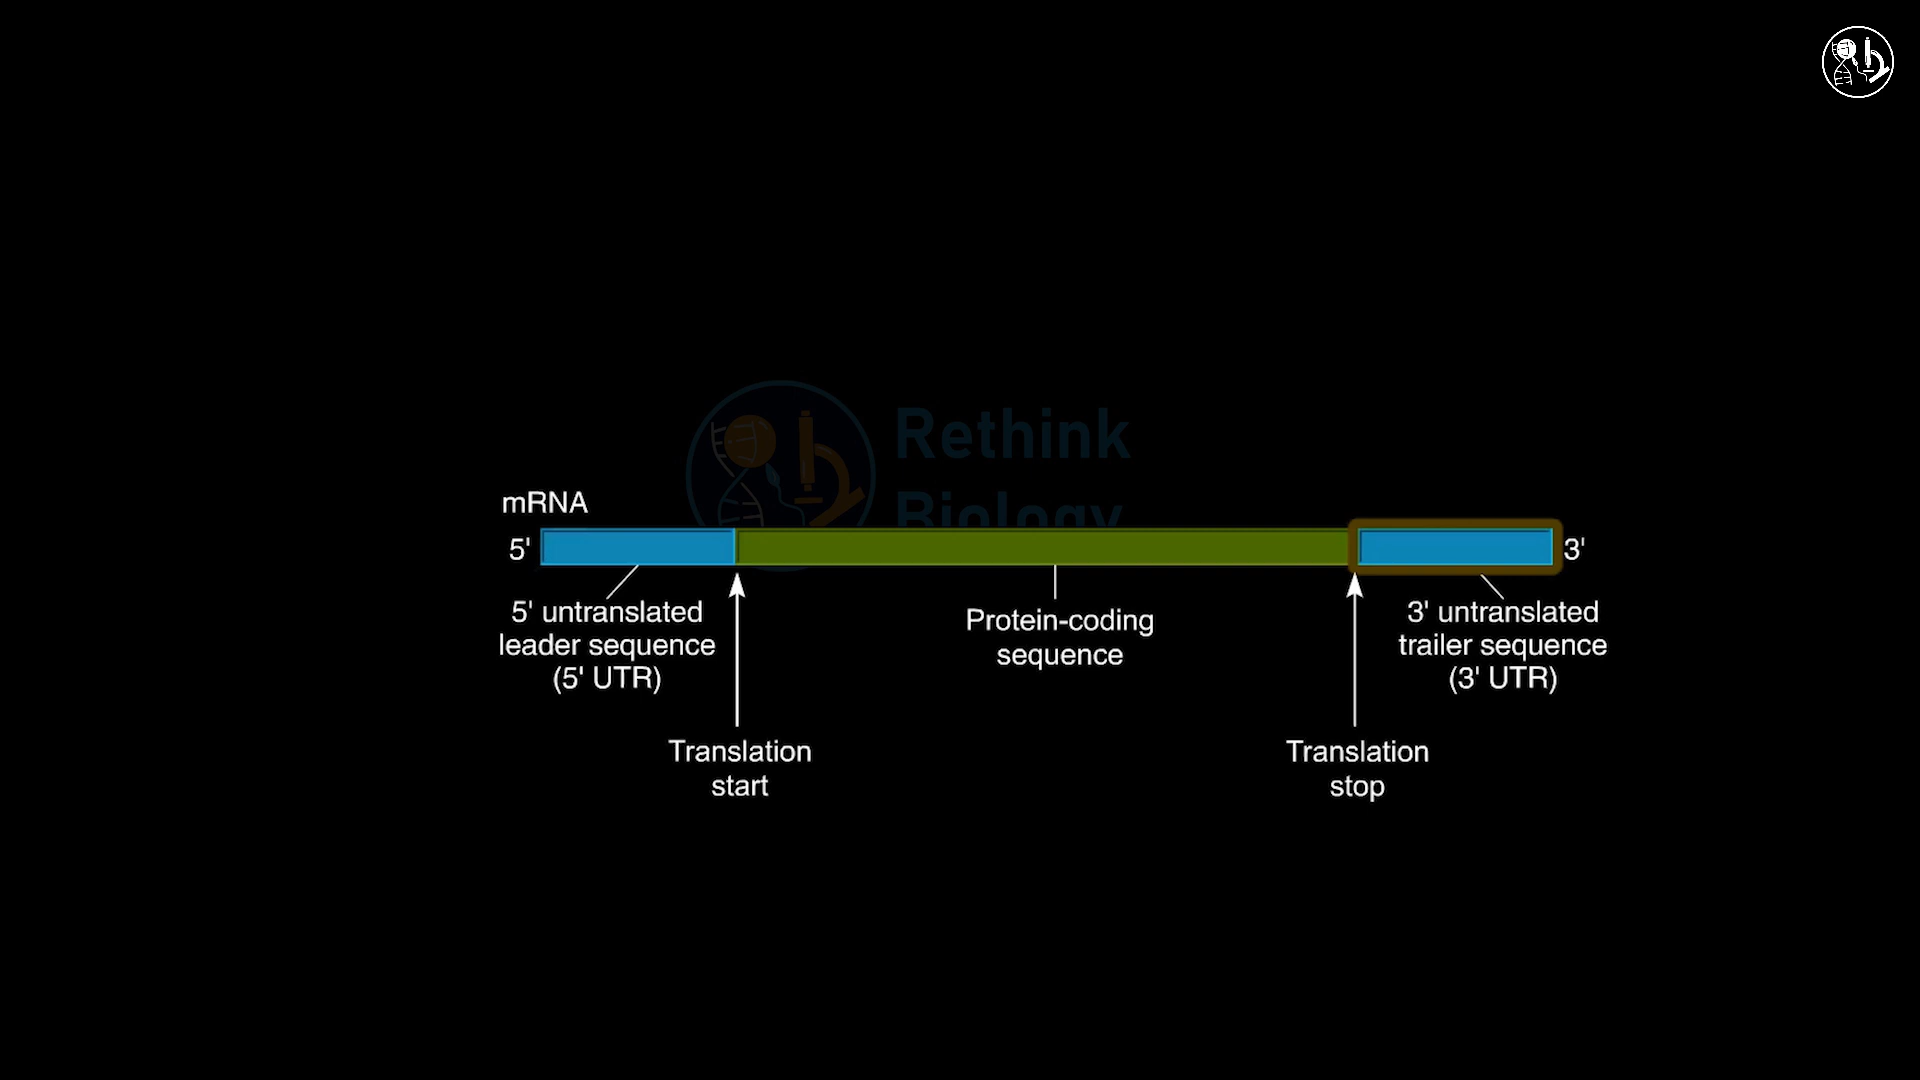 Rethink
Biology
mRNA
5'
3'
5' untranslated
leader sequence
(5' UTR)
Protein-coding
sequence
3' untranslated
trailer sequence
(3' UTR)
Translation
start
Translation
stop